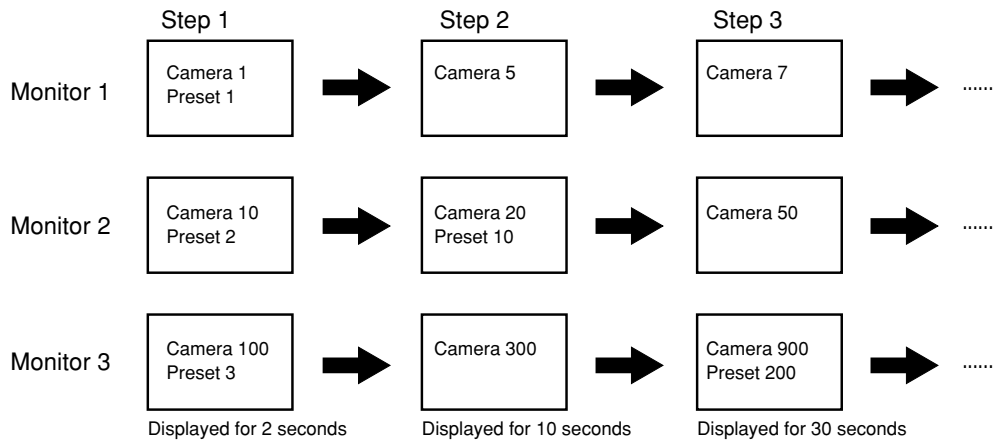 Step 1 Step 2 Step 3
Monitor 1
Camera 1
Preset 1
Camera 5
Camera 7
......
Monitor 2
Camera 10
Preset 2
Camera 20
Preset 10
Camera 50
......
Monitor 3
Camera 100
Preset 3
Camera 300
Camera 900
Preset 200
......
Displayed for 2 seconds Displayed for 10 seconds Displayed for 30 seconds